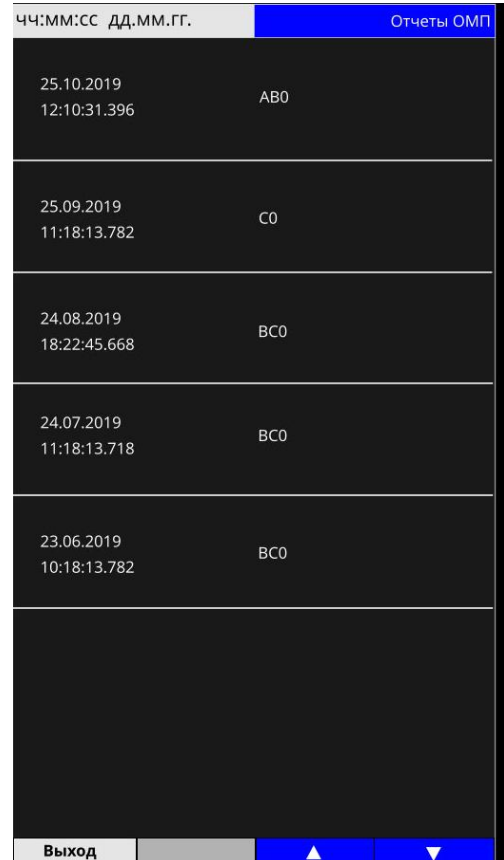 чч:мм:сс дд.мм.гг.
Отчеты ОМП
25.10.2019
12:10:31.396
AB0
25.09.2019
11:18:13.782
C0
24.08.2019
18:22:45.668
BC0
24.07.2019
11:18:13.718
BC0
23.06.2019
10:18:13.782
BC0
Выход